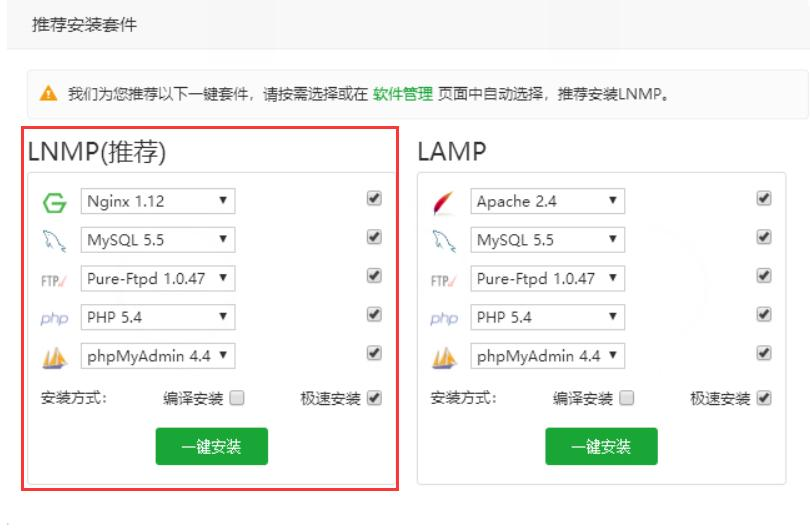 推荐安装套件
我们为您推荐以下一键套件，请按需选择或在 软件管理 页面中自动选择，推荐安装LNMP。
LNMP(推荐)
Nginx 1.12
MySQL 5.5
FTP
Pure-Ftpd 1.0.47
php
PHP 5.4
phpMyAdmin 4.4
安装方式： 编译安装 极速安装
一键安装
LAMP
Apache 2.4
MySQL 5.5
FTP
Pure-Ftpd 1.0.47
php
PHP 5.4
phpMyAdmin 4.4
安装方式： 编译安装 极速安装
一键安装